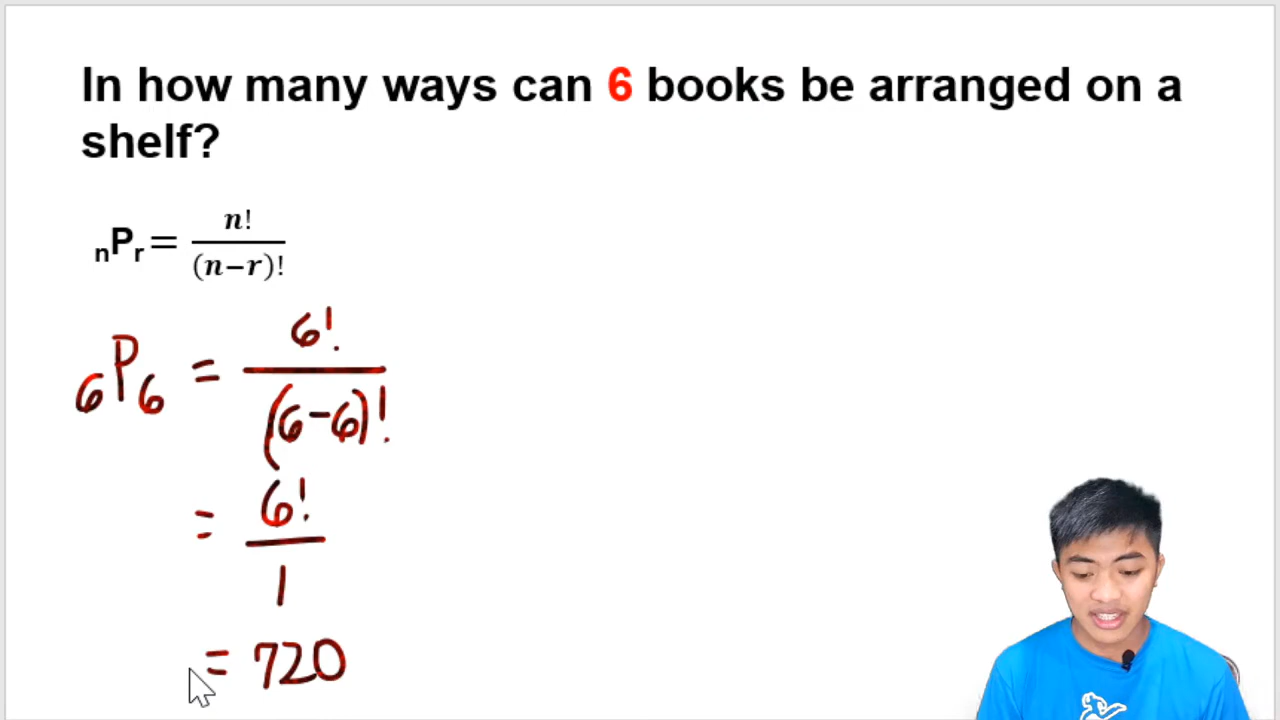 In how many ways can 6 books be arranged on a
shelf?
nPr = n!/(n−r)!
6P6 = 6!/(6-6)!
= 6!/1
= 720